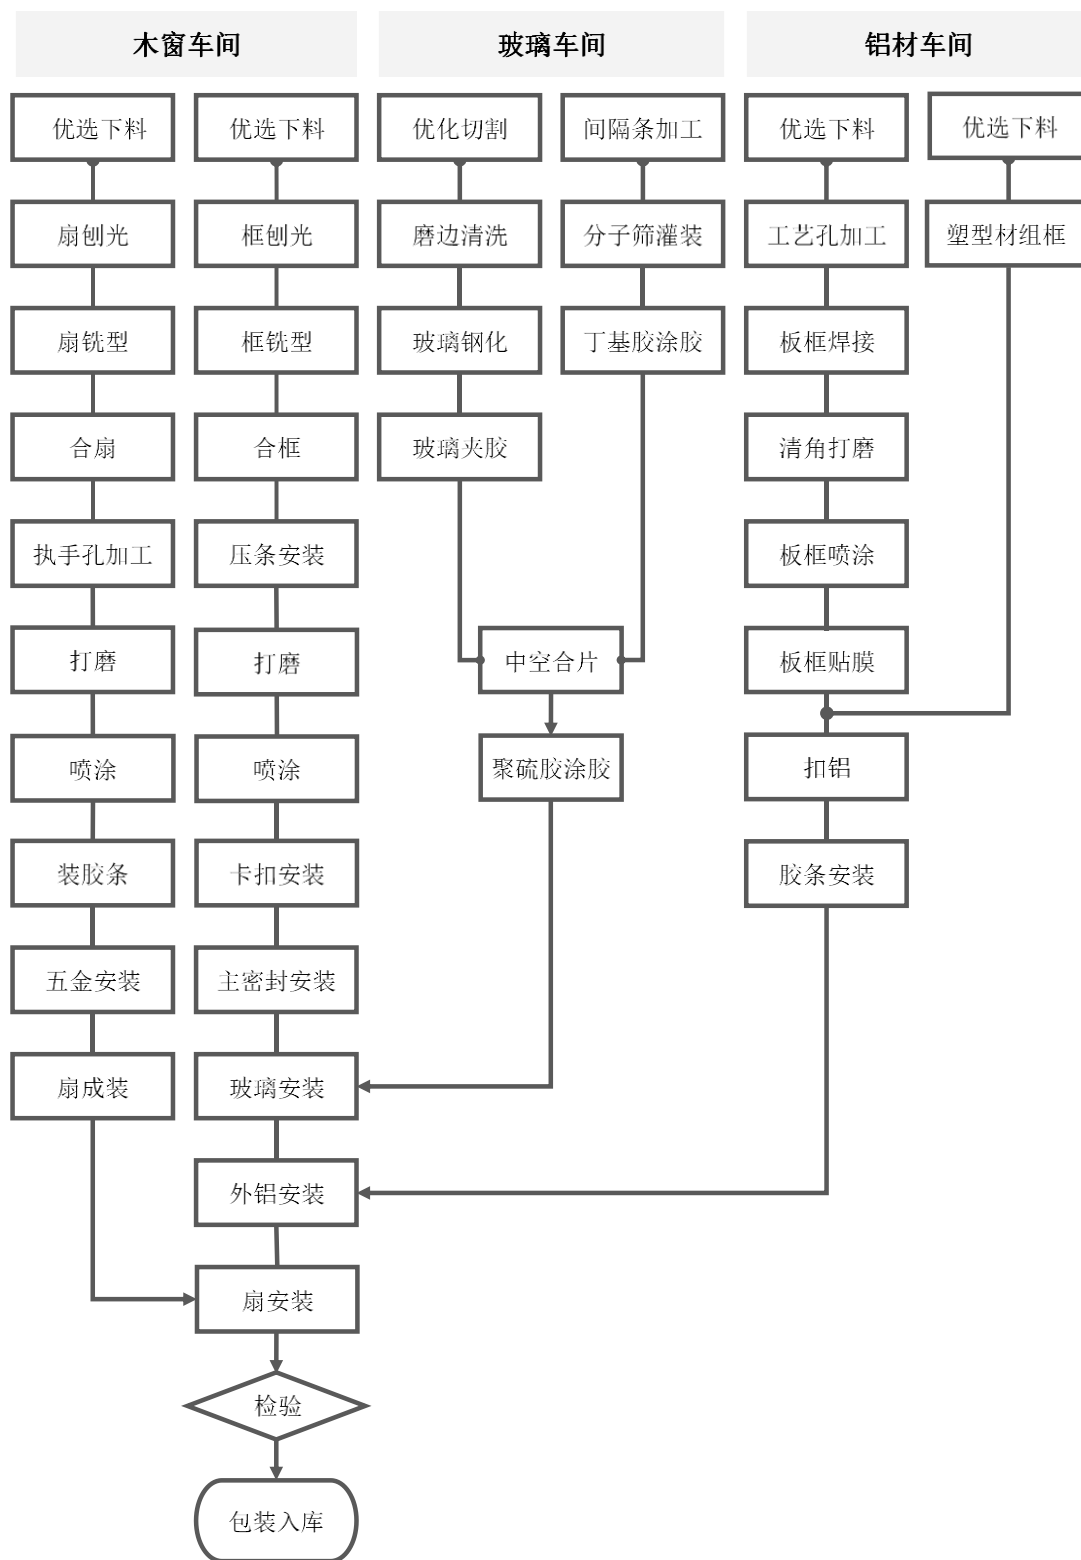 木窗车间
玻璃车间
铝材车间
优选下料
优选下料
优化切割
间隔条加工
优选下料
优选下料
扇刨光
框刨光
磨边清洗
分子筛灌装
工艺孔加工
塑型材组框
扇铣型
框铣型
玻璃钢化
丁基胶涂胶
板框焊接
合扇
合框
玻璃夹胶
清角打磨
执手孔加工
压条安装
板框喷涂
打磨
打磨
中空合片
板框贴膜
喷涂
喷涂
聚硫胶涂胶
扣铝
装胶条
卡扣安装
胶条安装
五金安装
主密封安装
扇成装
玻璃安装
外铝安装
扇安装
检验
包装入库